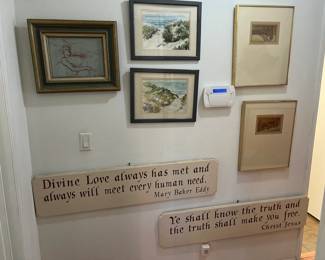 Divine Love always has met and
always will meet every human need.
Mary Baker Eddy
Ye shall know the truth and
the truth shall make you free.
Christ Jesus